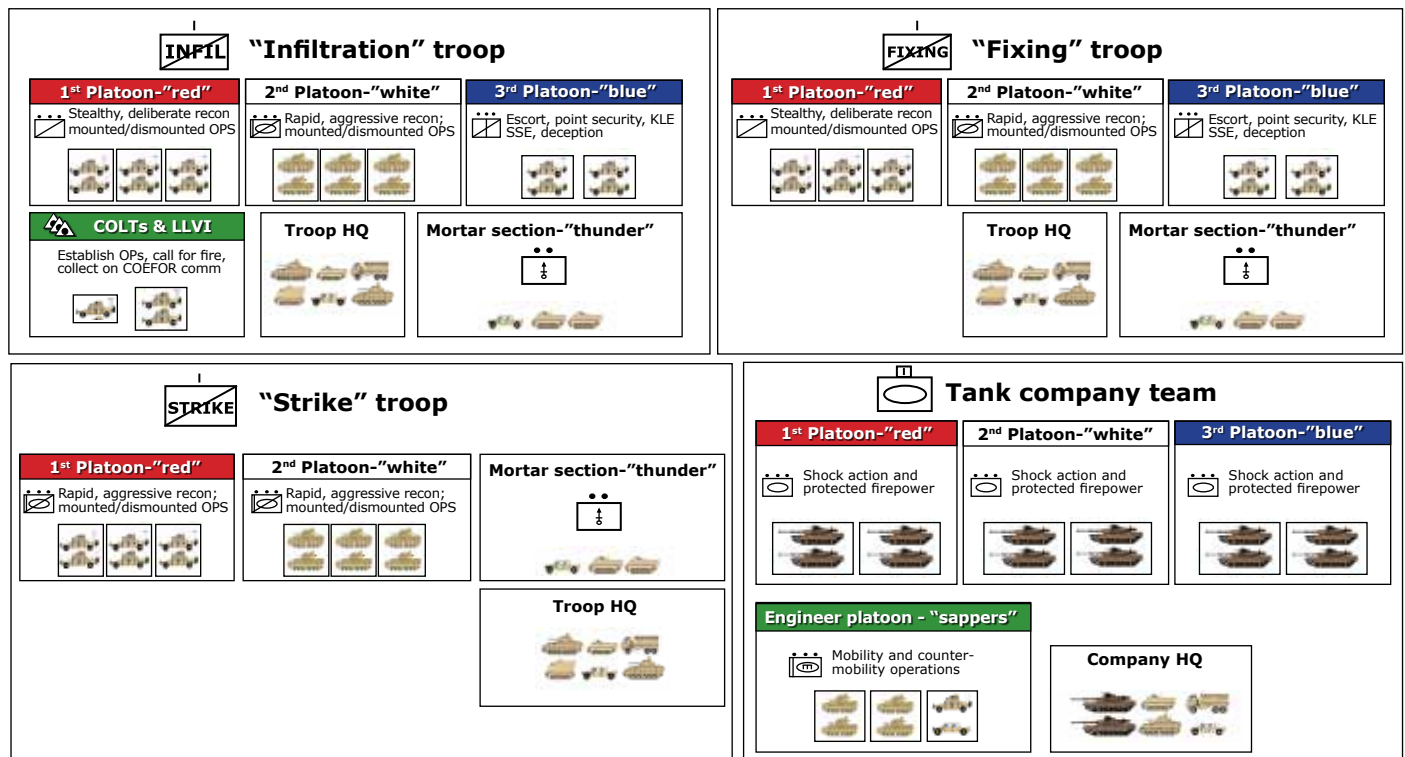 INFIL
“Infiltration” troop
1st Platoon-”red”
Stealthy, deliberate recon
mounted/dismounted OPS
2nd Platoon-”white”
Rapid, aggressive recon;
mounted/dismounted OPS
3rd Platoon-”blue”
Escort, point security, KLE
SSE, deception
COLTs & LLVI
Establish OPs, call for fire,
collect on COEFOR comm
Troop HQ
Mortar section-”thunder”
FIXING
“Fixing” troop
1st Platoon-”red”
Stealthy, deliberate recon
mounted/dismounted OPS
2nd Platoon-”white”
Rapid, aggressive recon;
mounted/dismounted OPS
3rd Platoon-”blue”
Escort, point security, KLE
SSE, deception
Troop HQ
Mortar section-”thunder”
STRIKE
“Strike” troop
1st Platoon-”red”
Rapid, aggressive recon;
mounted/dismounted OPS
2nd Platoon-”white”
Rapid, aggressive recon;
mounted/dismounted OPS
Mortar section-”thunder”
Troop HQ
Tank company team
1st Platoon-”red”
Shock action and
protected firepower
2nd Platoon-”white”
Shock action and
protected firepower
3rd Platoon-”blue”
Shock action and
protected firepower
Engineer platoon - “sappers”
Mobility and counter-
mobility operations
Company HQ